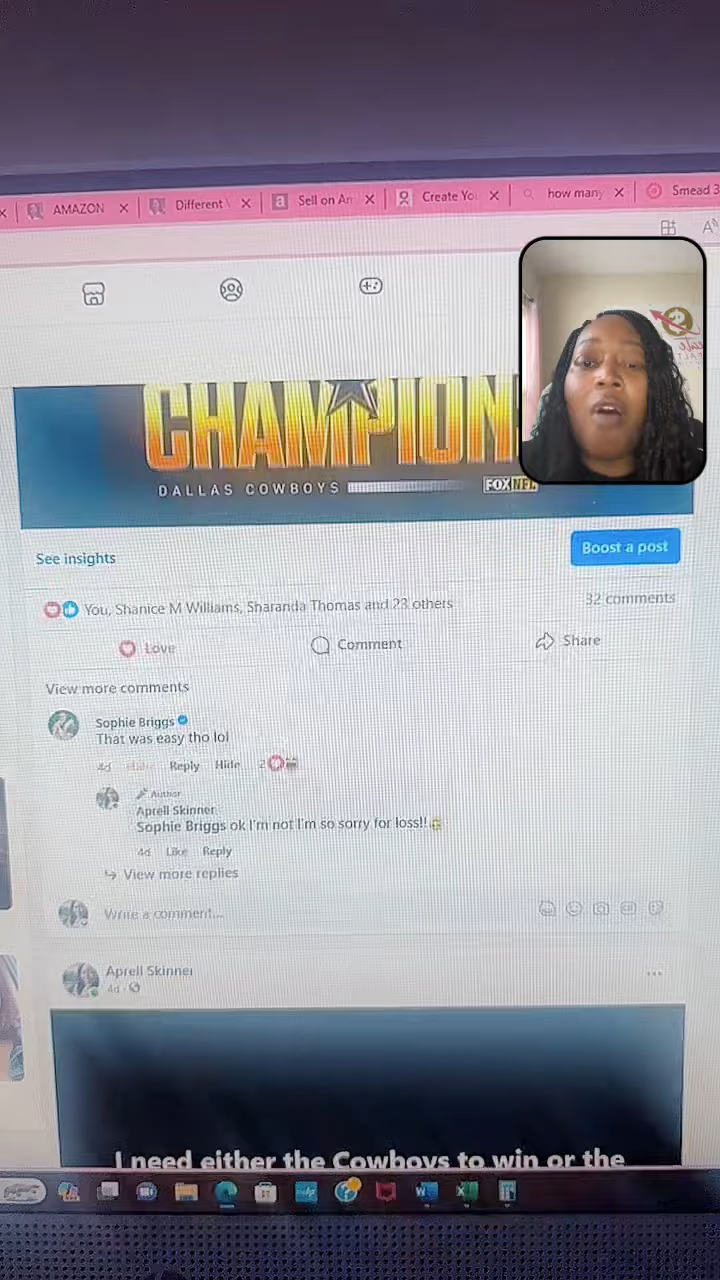 AMAZON
Different
Sell on Am
Create You
how many
Smead 3
CHAMPION
DALLAS COWBOYS
FOX NFL
See insights
Boost a post
You, Shanice M Williams, Sharanda Thomas and 23 others
32 comments
Love
Comment
Share
View more comments
Sophie Briggs
That was easy tho lol
4d Like Reply Hide 2
Author
Aprell Skinner
Sophie Briggs ok I'm not I'm so sorry for loss!!
4d Like Reply
View more replies
Write a comment...
Aprell Skinner
4d
I need either the Cowboys to win or the